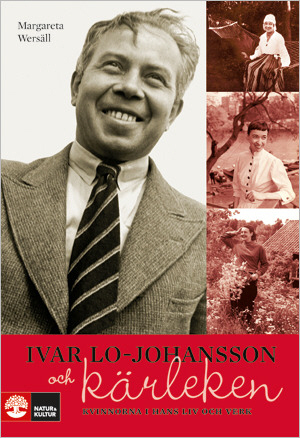 Margareta
Wersäll
IVAR LO-JOHANSSON
och kärleken
KVINNORNA I HANS LIV OCH VERK
NATUR &
KULTUR